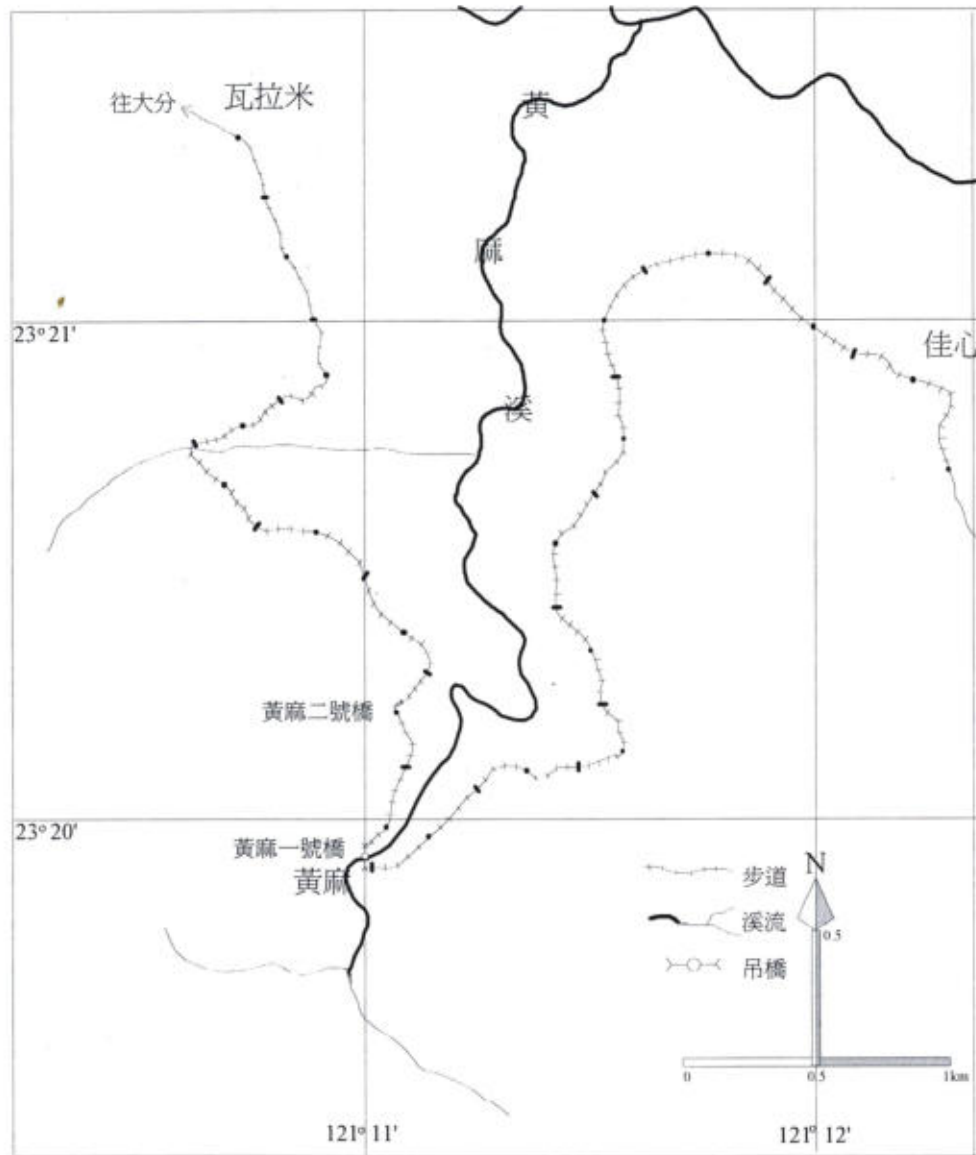 往大分
瓦拉米
黃
麻
溪
23° 21'
佳心
黃麻二號橋
23° 20'
黃麻一號橋
黃麻
步道
溪流
吊橋
N
0.5
0
0.5
1km
121° 11'
121° 12'